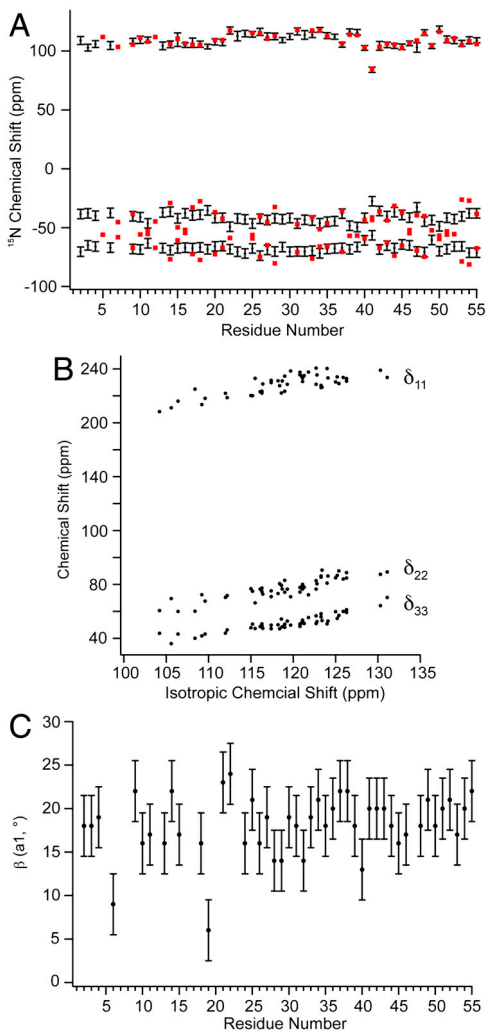 A
¹⁵N Chemical Shift (ppm)
100
50
0
-50
-100
5 10 15 20 25 30 35 40 45 50 55
Residue Number
B
Chemical Shift (ppm)
240
200
140
100
80
40
δ₁₁
δ₂₂
δ₃₃
100 105 110 115 120 125 130 135
Isotropic Chemcial Shift (ppm)
C
β (a1, °)
30
25
20
15
10
5
0
5 10 15 20 25 30 35 40 45 50 55
Residue Number